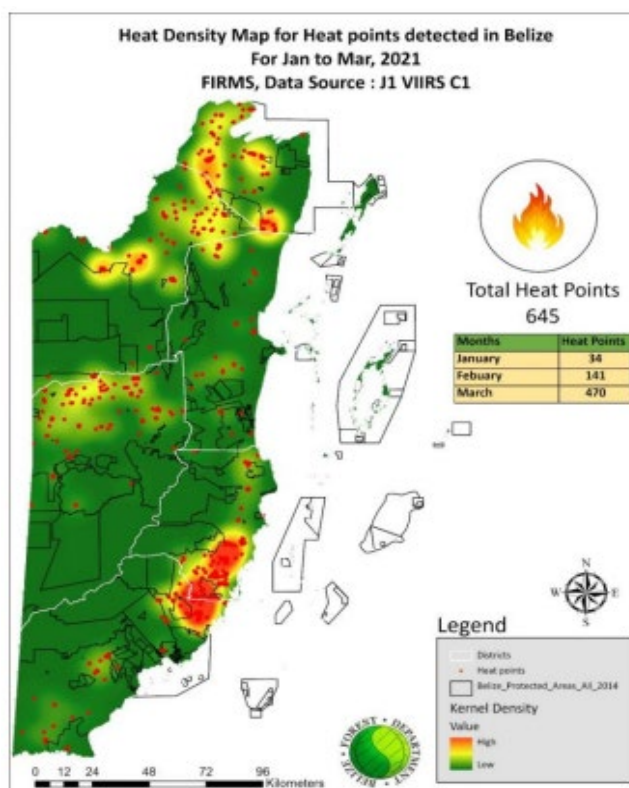 Heat Density Map for Heat points detected in Belize
For Jan to Mar, 2021
FIRMS, Data Source : J1 VIIRS C1
Total Heat Points
645
Months Heat Points
January 34
Febuary 141
March 470
N
W E
S
Legend
Districts
Heat points
Belize_Protected_Areas_All_2014
Kernel Density
Value
High
Low
BELIZE FOREST DEPARTMENT
0 12 24 48 72 96
Kilometers